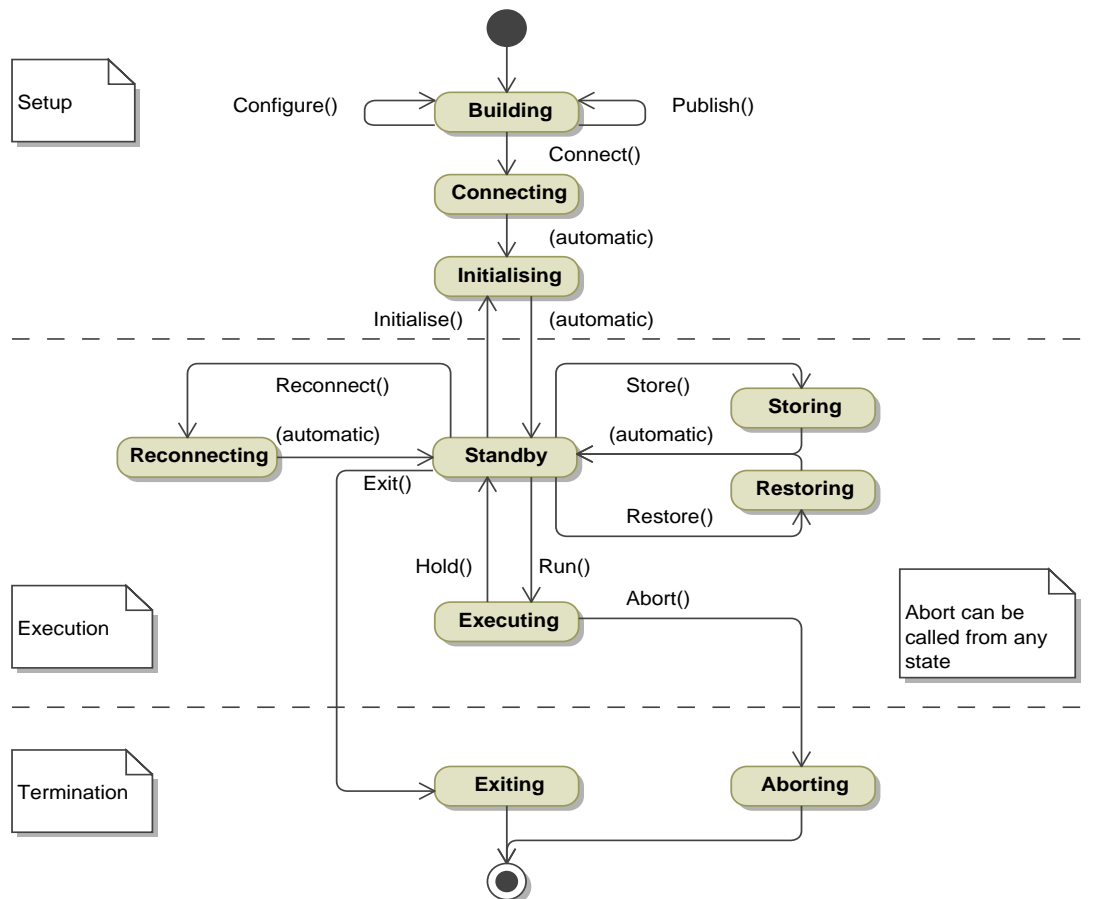 Setup
Configure()
Building
Publish()
Connect()
Connecting
(automatic)
Initialising
Initialise()
(automatic)
Reconnect()
Store()
Storing
(automatic)
(automatic)
Reconnecting
Standby
Exit()
Restoring
Restore()
Hold()
Run()
Abort()
Executing
Execution
Abort can be
called from any
state
Termination
Exiting
Aborting